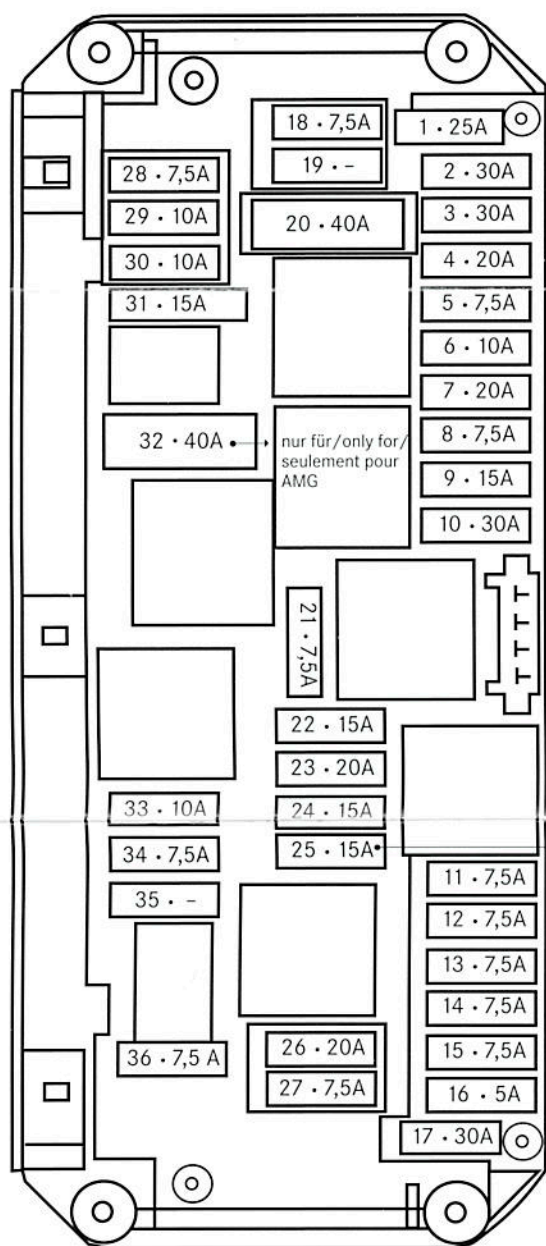 18 · 7,5A
1 · 25A
19 · –
2 · 30A
28 · 7,5A
3 · 30A
29 · 10A
20 · 40A
4 · 20A
30 · 10A
5 · 7,5A
31 · 15A
6 · 10A
7 · 20A
8 · 7,5A
32 · 40A
nur für/only for/
seulement pour
AMG
9 · 15A
10 · 30A
21 · 7,5A
22 · 15A
23 · 20A
33 · 10A
24 · 15A
34 · 7,5A
25 · 15A
11 · 7,5A
35 · –
12 · 7,5A
13 · 7,5A
14 · 7,5A
36 · 7,5 A
26 · 20A
15 · 7,5A
27 · 7,5A
16 · 5A
17 · 30A